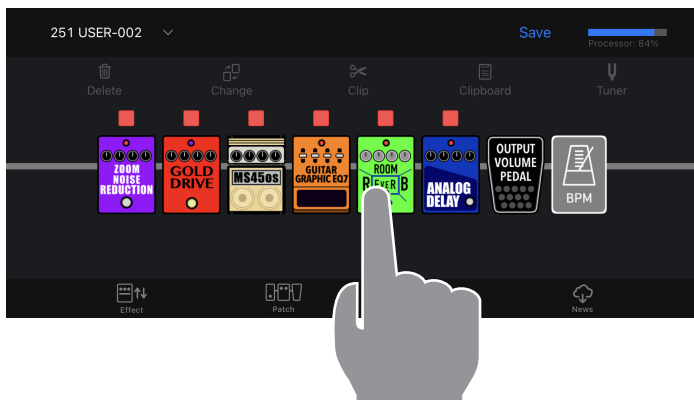 251 USER-002
Save
Processor: 84%
Delete
Change
Clip
Clipboard
Tuner
ZOOM
NOISE
REDUCTION
GOLD
DRIVE
MS45os
GUITAR
GRAPHIC EQ7
ROOM
R EVER B
ANALOG
DELAY
OUTPUT
VOLUME
PEDAL
BPM
Effect
Patch
News